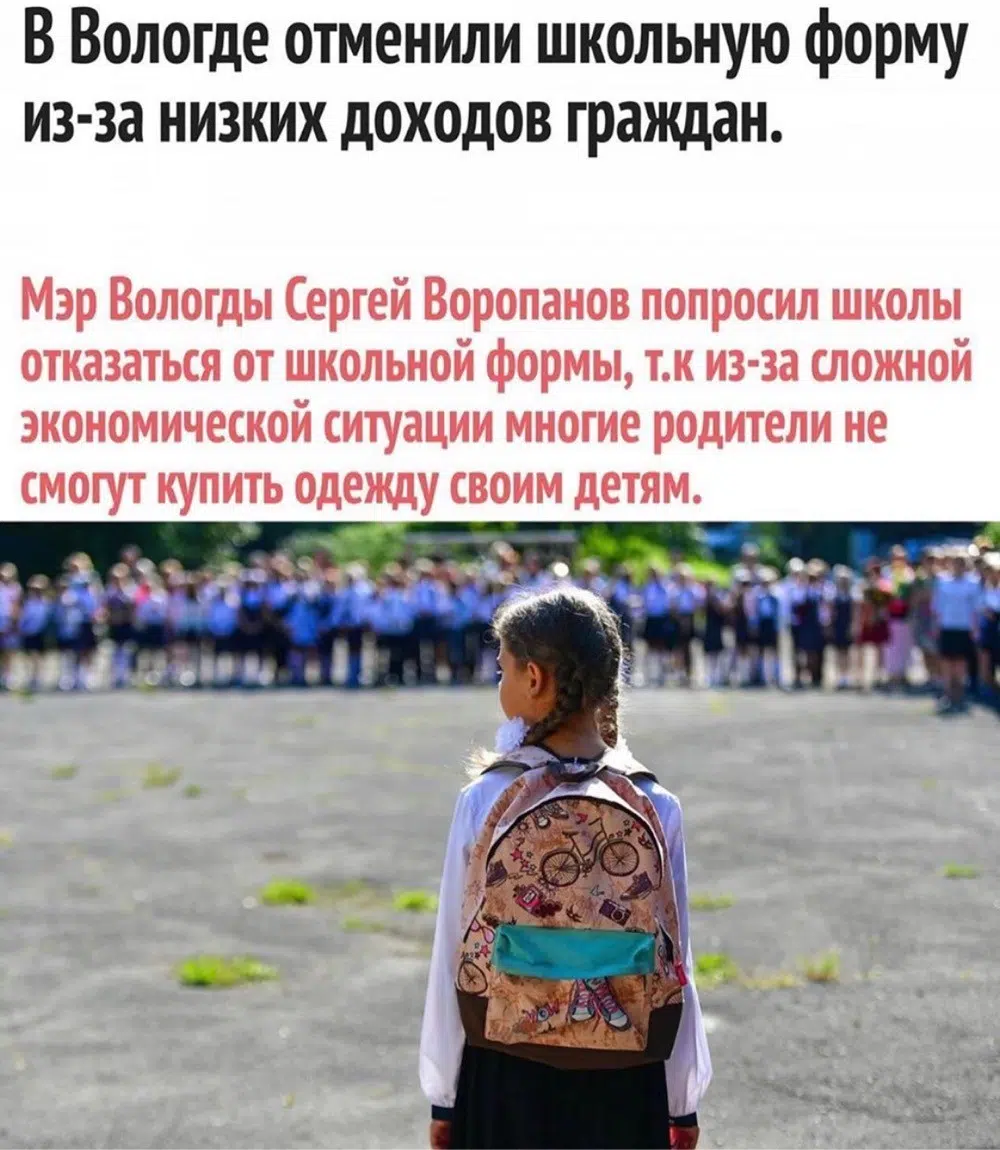 В Вологде отменили школьную форму
из-за низких доходов граждан.
Мэр Вологды Сергей Воропанов попросил школы
отказаться от школьной формы, т.к из-за сложной
экономической ситуации многие родители не
смогут купить одежду своим детям.